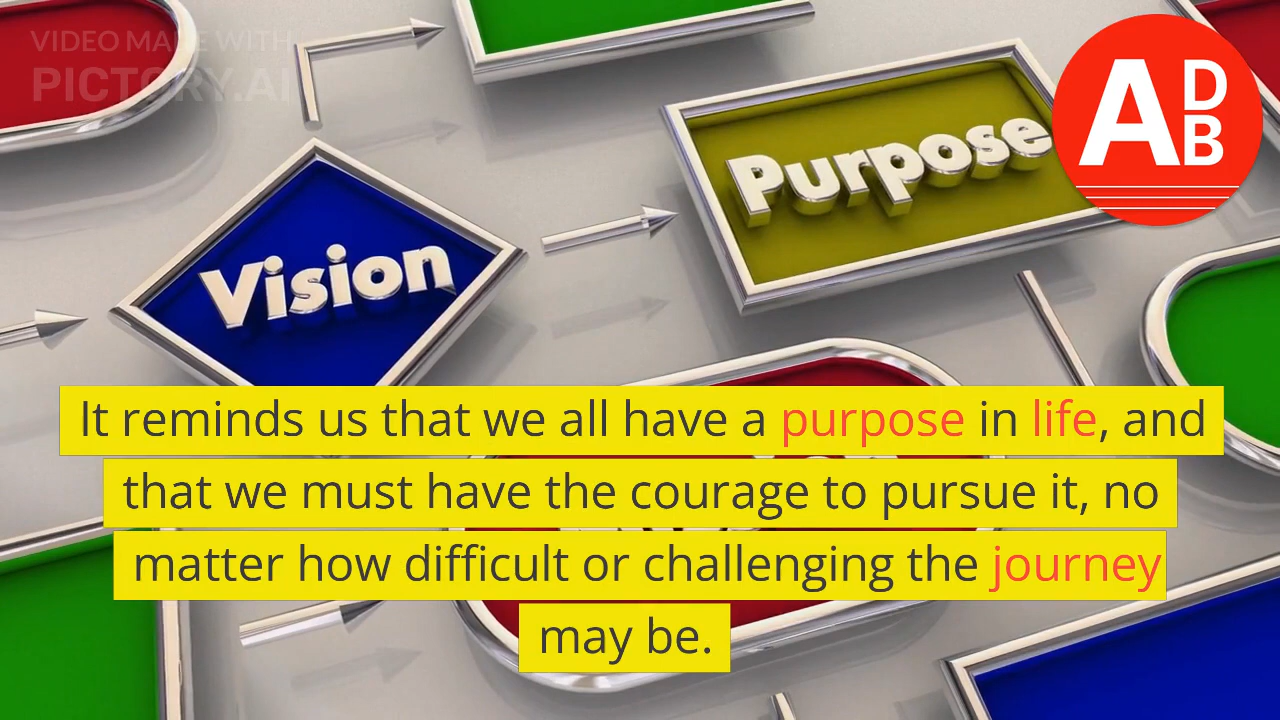 VIDEO MADE WITH
PICTORY.AI
A
D
B
Purpose
Vision
It reminds us that we all have a purpose in life, and
that we must have the courage to pursue it, no
matter how difficult or challenging the journey
may be.